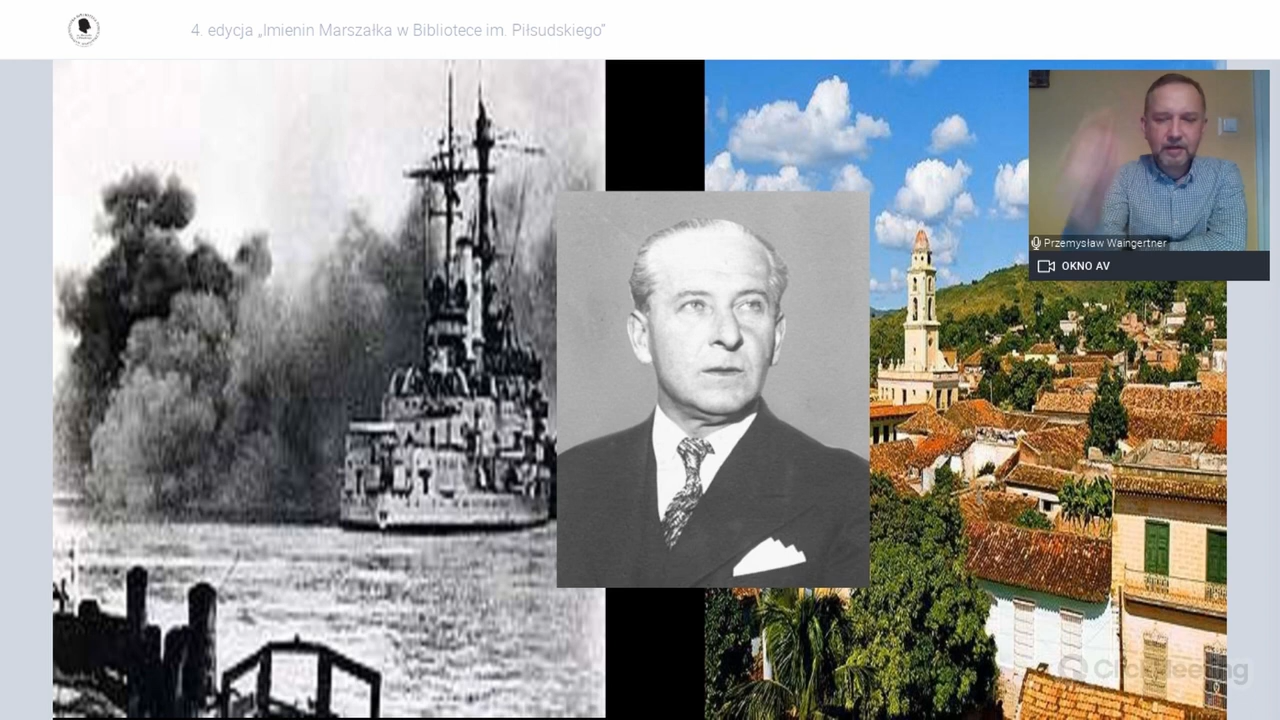 4. edycja „Imienin Marszałka w Bibliotece im. Piłsudskiego”
Przemysław Waingertner
OKNO AV
ClickMeeting